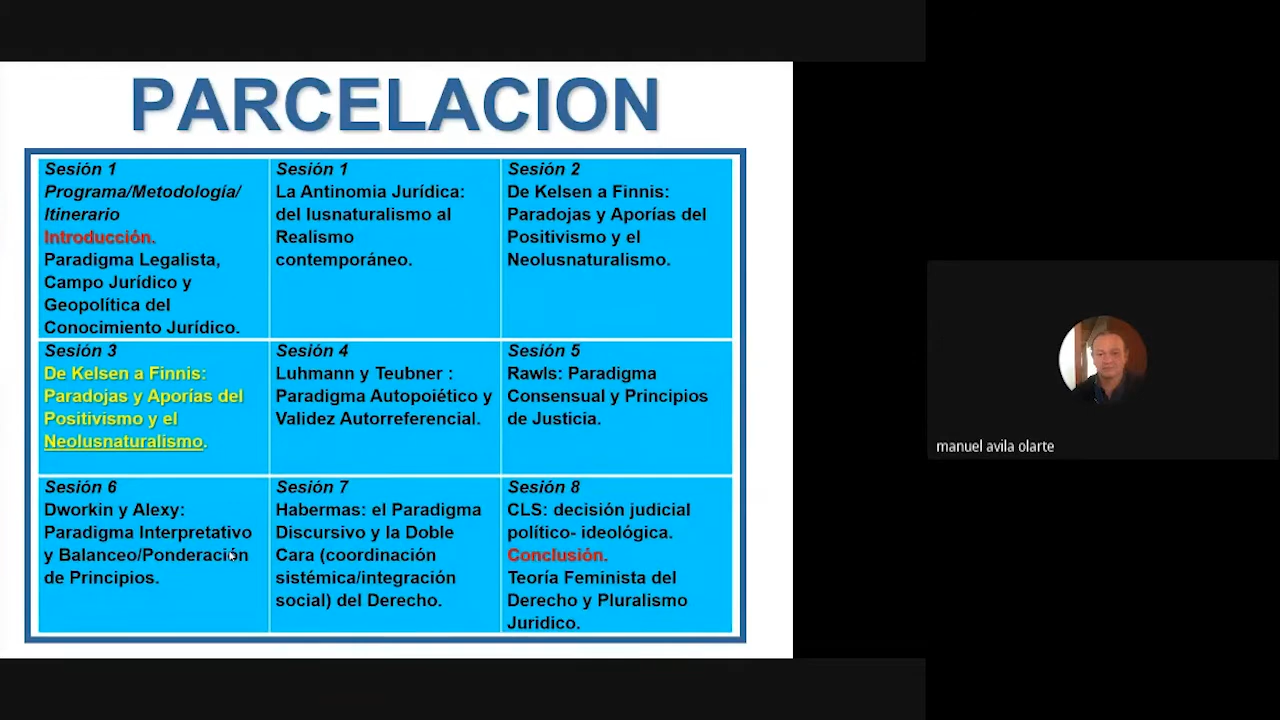 PARCELACION
Sesión 1
Programa/Metodología/
Itinerario
Introducción.
Paradigma Legalista,
Campo Jurídico y
Geopolítica del
Conocimiento Jurídico.
Sesión 1
La Antinomia Jurídica:
del Iusnaturalismo al
Realismo
contemporáneo.
Sesión 2
De Kelsen a Finnis:
Paradojas y Aporías del
Positivismo y el
NeoIusnaturalismo.
Sesión 3
De Kelsen a Finnis:
Paradojas y Aporías del
Positivismo y el
NeoIusnaturalismo.
Sesión 4
Luhmann y Teubner :
Paradigma Autopoiético y
Validez Autorreferencial.
Sesión 5
Rawls: Paradigma
Consensual y Principios
de Justicia.
Sesión 6
Dworkin y Alexy:
Paradigma Interpretativo
y Balanceo/Ponderación
de Principios.
Sesión 7
Habermas: el Paradigma
Discursivo y la Doble
Cara (coordinación
sistémica/integración
social) del Derecho.
Sesión 8
CLS: decisión judicial
político- ideológica.
Conclusión.
Teoría Feminista del
Derecho y Pluralismo
Juridico.
manuel avila olarte